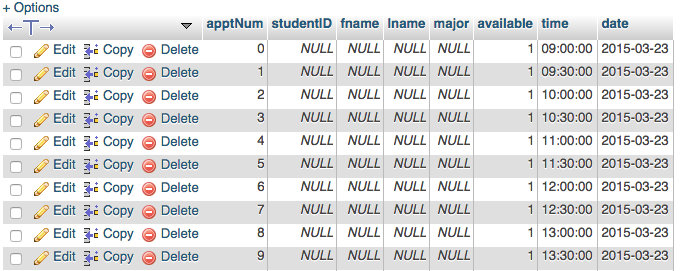 + Options
←T→ apptNum studentID fname lname major available time date
Edit Copy Delete 0 NULL NULL NULL NULL 1 09:00:00 2015-03-23
Edit Copy Delete 1 NULL NULL NULL NULL 1 09:30:00 2015-03-23
Edit Copy Delete 2 NULL NULL NULL NULL 1 10:00:00 2015-03-23
Edit Copy Delete 3 NULL NULL NULL NULL 1 10:30:00 2015-03-23
Edit Copy Delete 4 NULL NULL NULL NULL 1 11:00:00 2015-03-23
Edit Copy Delete 5 NULL NULL NULL NULL 1 11:30:00 2015-03-23
Edit Copy Delete 6 NULL NULL NULL NULL 1 12:00:00 2015-03-23
Edit Copy Delete 7 NULL NULL NULL NULL 1 12:30:00 2015-03-23
Edit Copy Delete 8 NULL NULL NULL NULL 1 13:00:00 2015-03-23
Edit Copy Delete 9 NULL NULL NULL NULL 1 13:30:00 2015-03-23